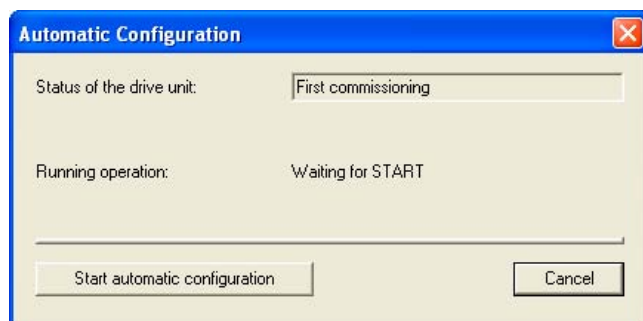 Automatic Configuration
Status of the drive unit: First commissioning
Running operation: Waiting for START
Start automatic configuration Cancel